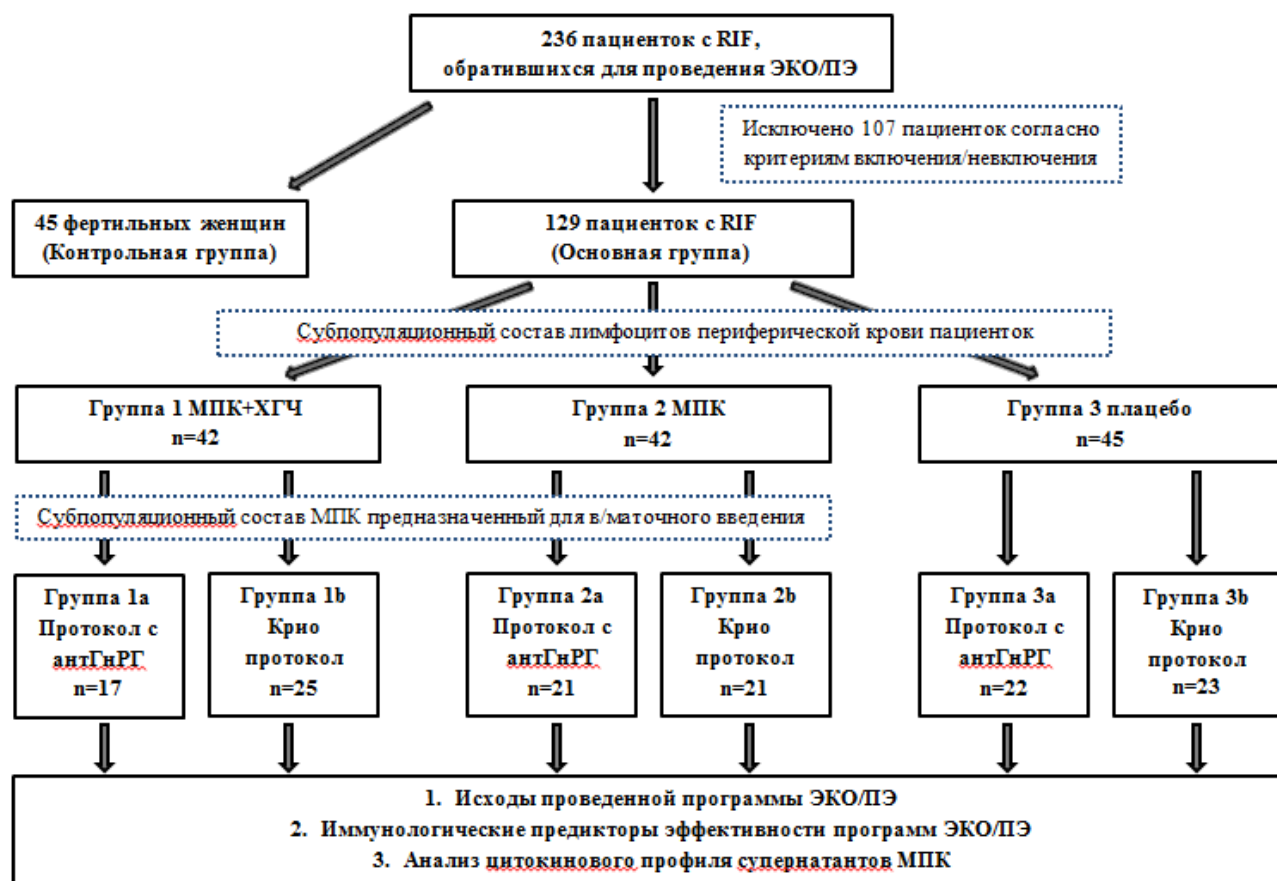 236 пациенток с RIF,
обратившихся для проведения ЭКО/ПЭ
Исключено 107 пациенток согласно
критериям включения/невключения
45 фертильных женщин
(Контрольная группа)
129 пациенток с RIF
(Основная группа)
Субпопуляционный состав лимфоцитов периферической крови пациенток
Группа 1 МПК+ХГЧ
n=42
Группа 2 МПК
n=42
Группа 3 плацебо
n=45
Субпопуляционный состав МПК предназначенный для в/маточного введения
Группа 1a
Протокол с
антГнРГ
n=17
Группа 1b
Крио
протокол
n=25
Группа 2a
Протокол с
антГнРГ
n=21
Группа 2b
Крио
протокол
n=21
Группа 3a
Протокол с
антГнРГ
n=22
Группа 3b
Крио
протокол
n=23
1. Исходы проведенной программы ЭКО/ПЭ
2. Иммунологические предикторы эффективности программ ЭКО/ПЭ
3. Анализ цитокинового профиля супернатантов МПК